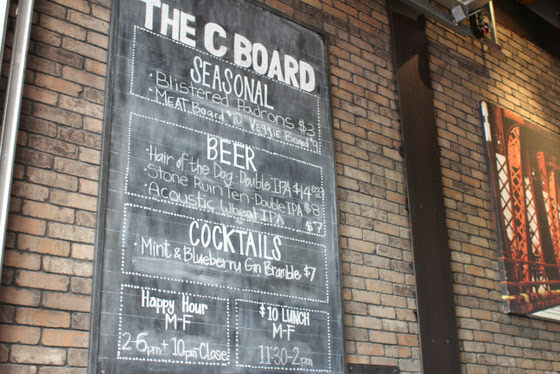 THE C BOARD
SEASONAL
· Blistered Padrons $3
· MEAT Board $10 Veggie Board $9
BEER
· Hair of the Dog-Double IPA $14
· Stone Ruin Ten-Double IPA $8
· Acoustic Wheat IPA $7
COCKTAILS
· Mint & Blueberry Gin Bramble $7
Happy Hour
M-F
2-6pm + 10pm Close
$10 LUNCH
M-F
11:30-2pm